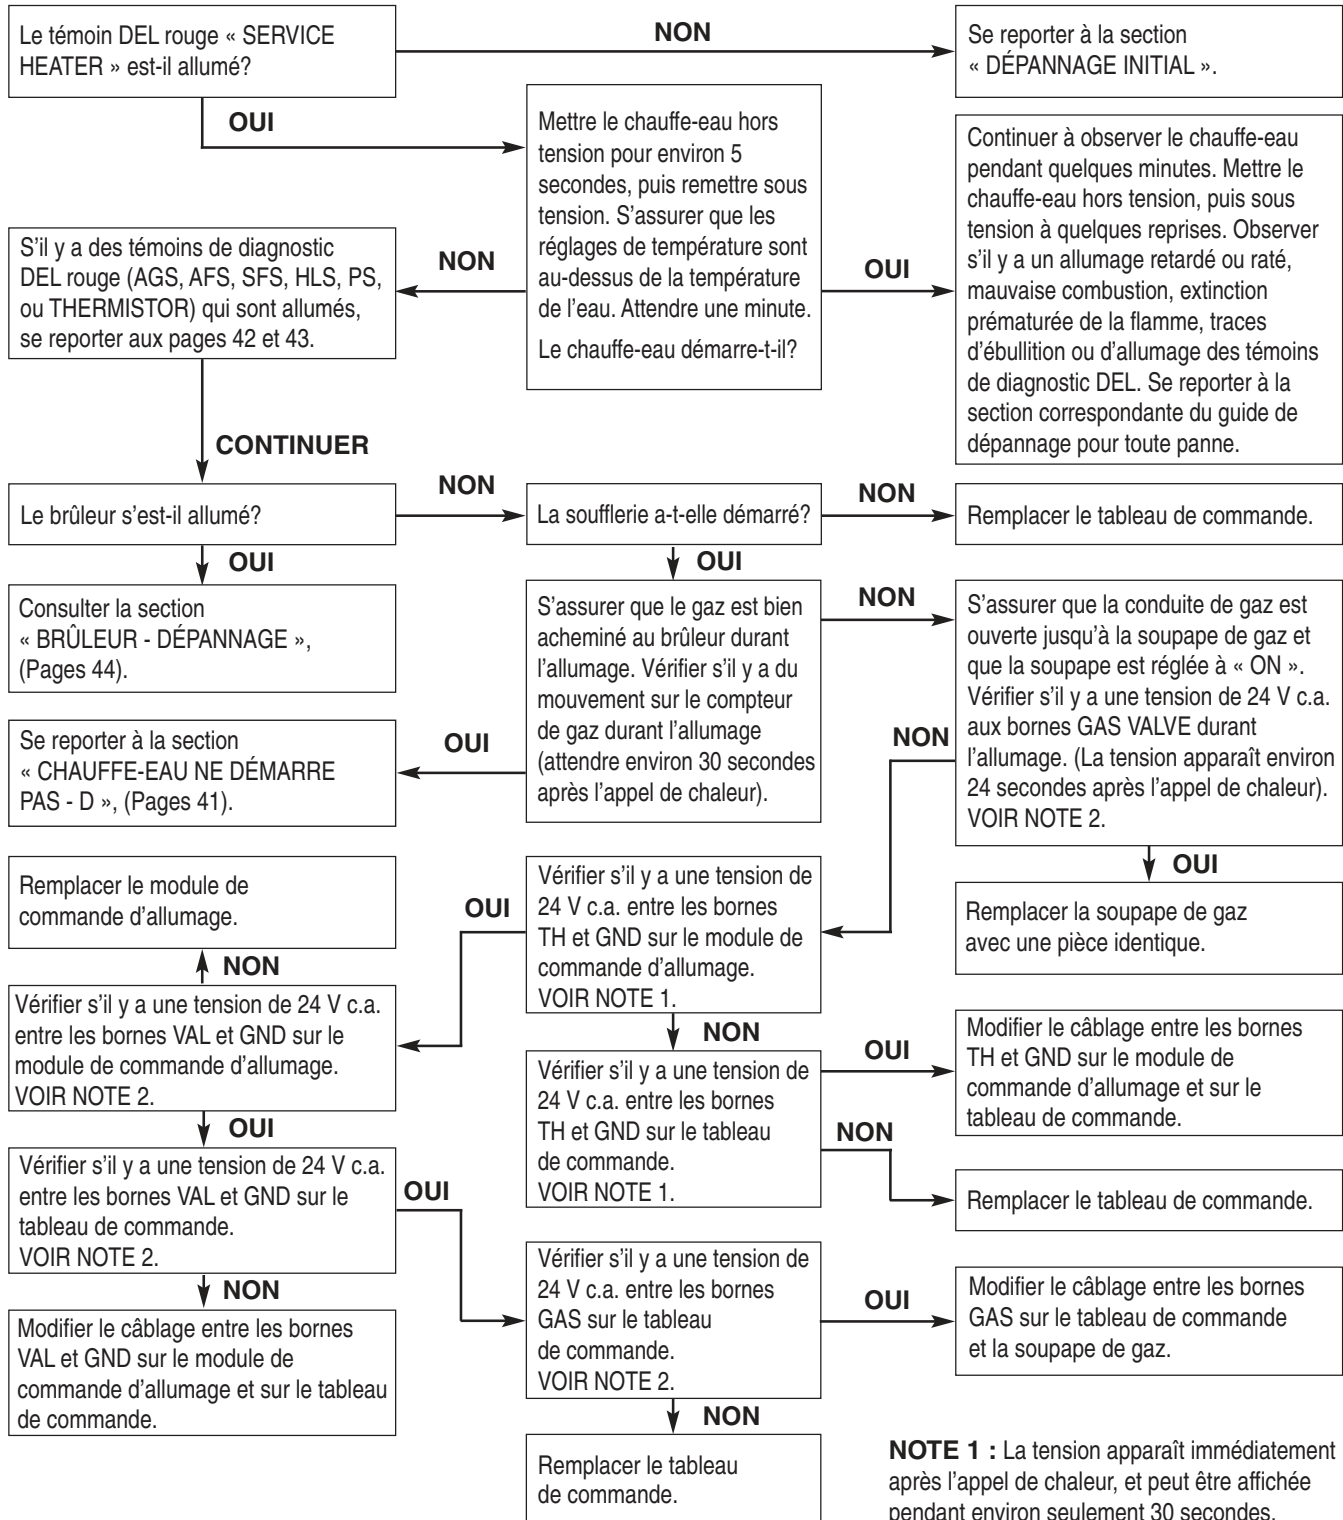 Le témoin DEL rouge « SERVICE
HEATER » est-il allumé?
NON
Se reporter à la section
« DÉPANNAGE INITIAL ».
OUI
Mettre le chauffe-eau hors
tension pour environ 5
secondes, puis remettre sous
tension. S'assurer que les
réglages de température sont
au-dessus de la température
de l'eau. Attendre une minute.
Le chauffe-eau démarre-t-il?
OUI
Continuer à observer le chauffe-eau
pendant quelques minutes. Mettre le
chauffe-eau hors tension, puis sous
tension à quelques reprises. Observer
s'il y a un allumage retardé ou raté,
mauvaise combustion, extinction
prématurée de la flamme, traces
d'ébullition ou d'allumage des témoins
de diagnostic DEL. Se reporter à la
section correspondante du guide de
dépannage pour toute panne.
NON
S'il y a des témoins de diagnostic
DEL rouge (AGS, AFS, SFS, HLS, PS,
ou THERMISTOR) qui sont allumés,
se reporter aux pages 42 et 43.
CONTINUER
Le brûleur s'est-il allumé?
NON
La soufflerie a-t-elle démarré?
NON
Remplacer le tableau de commande.
OUI
Consulter la section
« BRÛLEUR - DÉPANNAGE »,
(Pages 44).
OUI
S'assurer que le gaz est bien
acheminé au brûleur durant
l'allumage. Vérifier s'il y a du
mouvement sur le compteur
de gaz durant l'allumage
(attendre environ 30 secondes
après l'appel de chaleur).
NON
S'assurer que la conduite de gaz est
ouverte jusqu'à la soupape de gaz et
que la soupape est réglée à « ON ».
Vérifier s'il y a une tension de 24 V c.a.
aux bornes GAS VALVE durant
l'allumage. (La tension apparaît environ
24 secondes après l'appel de chaleur).
VOIR NOTE 2.
OUI
Se reporter à la section
« CHAUFFE-EAU NE DÉMARRE
PAS - D », (Pages 41).
NON
OUI
Remplacer la soupape de gaz
avec une pièce identique.
Vérifier s'il y a une tension de
24 V c.a. entre les bornes
TH et GND sur le module de
commande d'allumage.
VOIR NOTE 1.
OUI
Remplacer le module de
commande d'allumage.
NON
Vérifier s'il y a une tension de 24 V c.a.
entre les bornes VAL et GND sur le
module de commande d'allumage.
VOIR NOTE 2.
NON
Vérifier s'il y a une tension de
24 V c.a. entre les bornes
TH et GND sur le tableau
de commande.
VOIR NOTE 1.
OUI
Modifier le câblage entre les bornes
TH et GND sur le module de
commande d'allumage et sur le
tableau de commande.
NON
Remplacer le tableau de commande.
OUI
Vérifier s'il y a une tension de 24 V c.a.
entre les bornes VAL et GND sur le
tableau de commande.
VOIR NOTE 2.
OUI
Vérifier s'il y a une tension de
24 V c.a. entre les bornes
GAS sur le tableau
de commande.
VOIR NOTE 2.
OUI
Modifier le câblage entre les bornes
GAS sur le tableau de commande
et la soupape de gaz.
NON
Modifier le câblage entre les bornes
VAL et GND sur le module de
commande d'allumage et sur le tableau
de commande.
NON
Remplacer le tableau
de commande.
NOTE 1 : La tension apparaît immédiatement
après l'appel de chaleur, et peut être affichée
pendant environ seulement 30 secondes.